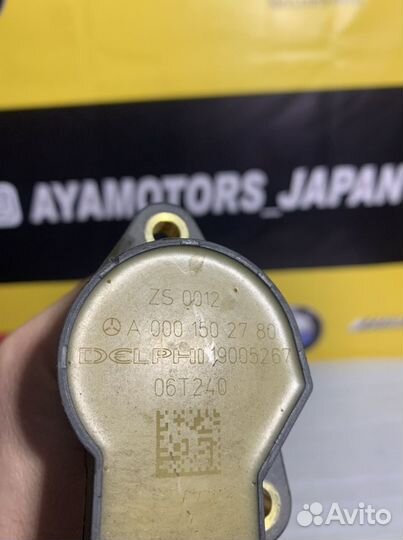 AYAMOTORS_JAPAN
ZS 0012
A 000 150 27 80
DELPHI 19005267
06T240
Avito